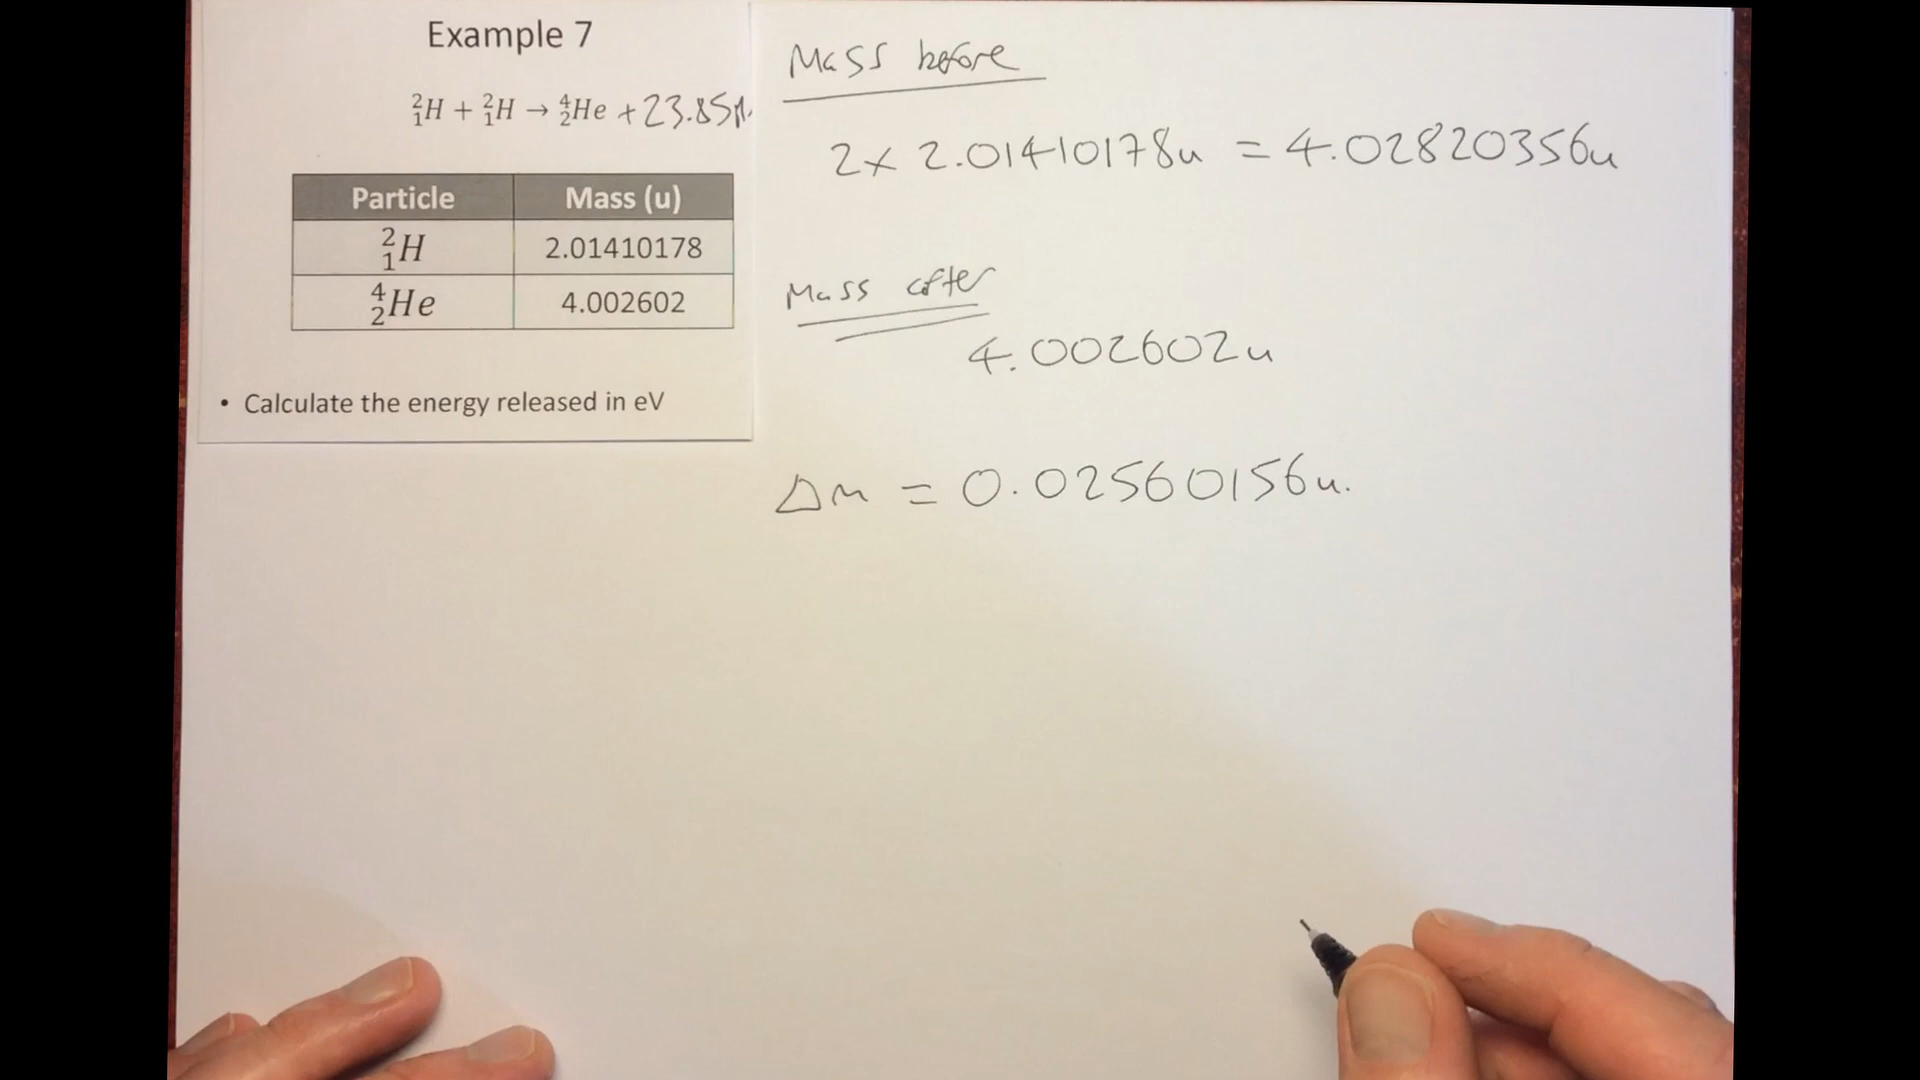 Example 7
²₁H + ²₁H → ⁴₂He + 23.85M
Particle Mass (u)
²₁H 2.01410178
⁴₂He 4.002602
• Calculate the energy released in eV
Mass before
2 x 2.01410178u = 4.02820356u
Mass after
4.002602u
Δm = 0.02560156u.